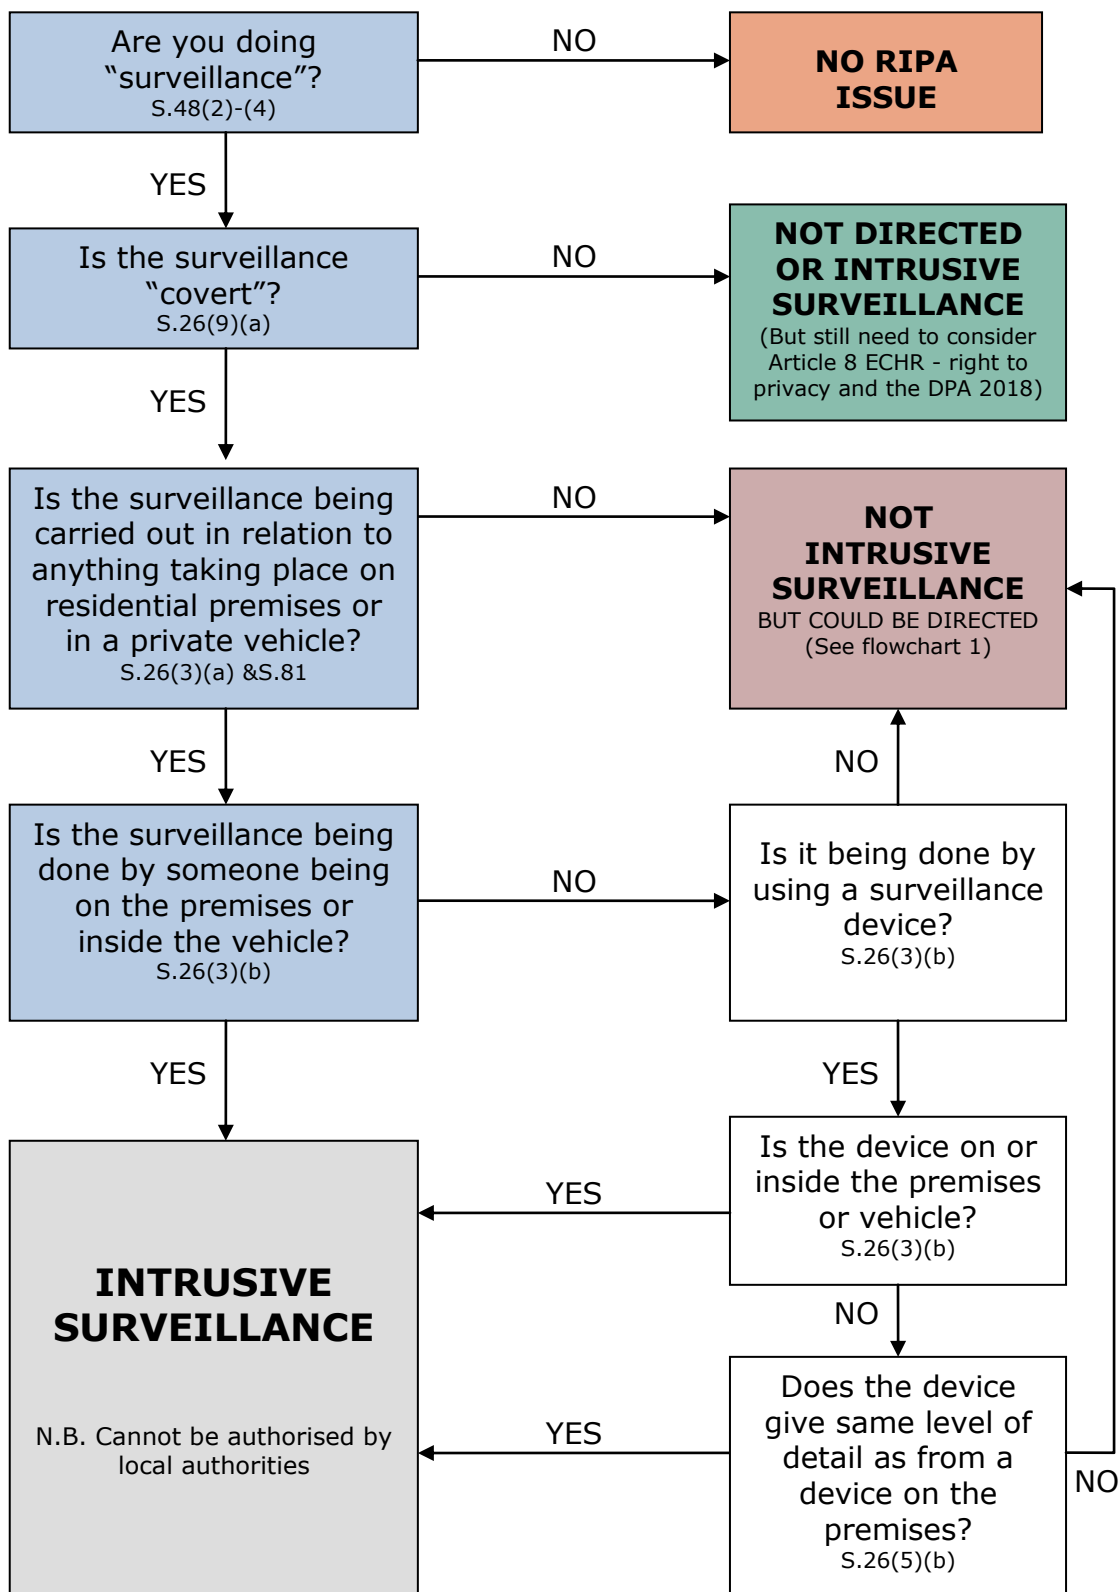 Are you doing
“surveillance”?
S.48(2)-(4)
NO
NO RIPA
ISSUE
YES
Is the surveillance
“covert”?
S.26(9)(a)
NO
NOT DIRECTED
OR INTRUSIVE
SURVEILLANCE
(But still need to consider
Article 8 ECHR - right to
privacy and the DPA 2018)
YES
Is the surveillance being
carried out in relation to
anything taking place on
residential premises or
in a private vehicle?
S.26(3)(a) &S.81
NO
NOT
INTRUSIVE
SURVEILLANCE
BUT COULD BE DIRECTED
(See flowchart 1)
YES
NO
Is the surveillance being
done by someone being
on the premises or
inside the vehicle?
S.26(3)(b)
NO
Is it being done by
using a surveillance
device?
S.26(3)(b)
YES
YES
INTRUSIVE
SURVEILLANCE
N.B. Cannot be authorised by
local authorities
YES
Is the device on or
inside the premises
or vehicle?
S.26(3)(b)
NO
YES
Does the device
give same level of
detail as from a
device on the
premises?
S.26(5)(b)
NO